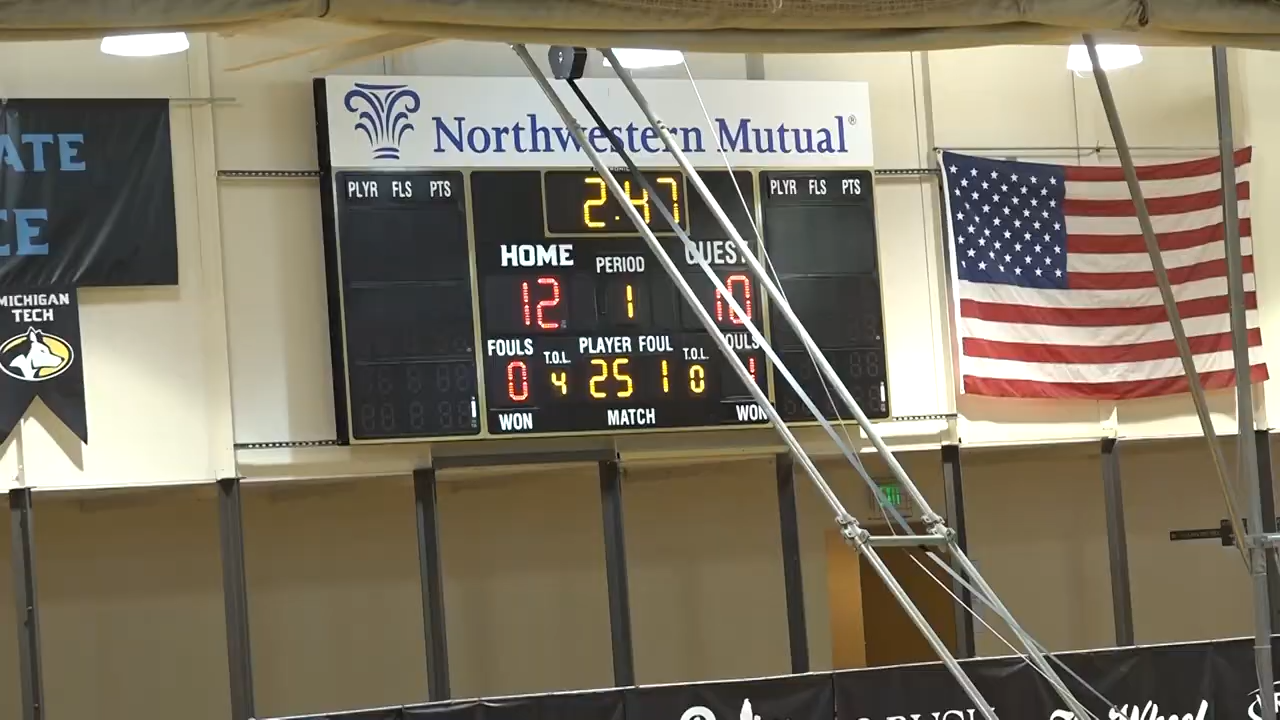 ATE
CE
MICHIGAN
TECH
Northwestern Mutual®
PLYR FLS PTS
2:47
PLYR FLS PTS
HOME PERIOD GUEST
12 1 10
FOULS T.O.L. PLAYER FOUL T.O.L. FOULS
0 4 25 1 0 1
WON MATCH WON